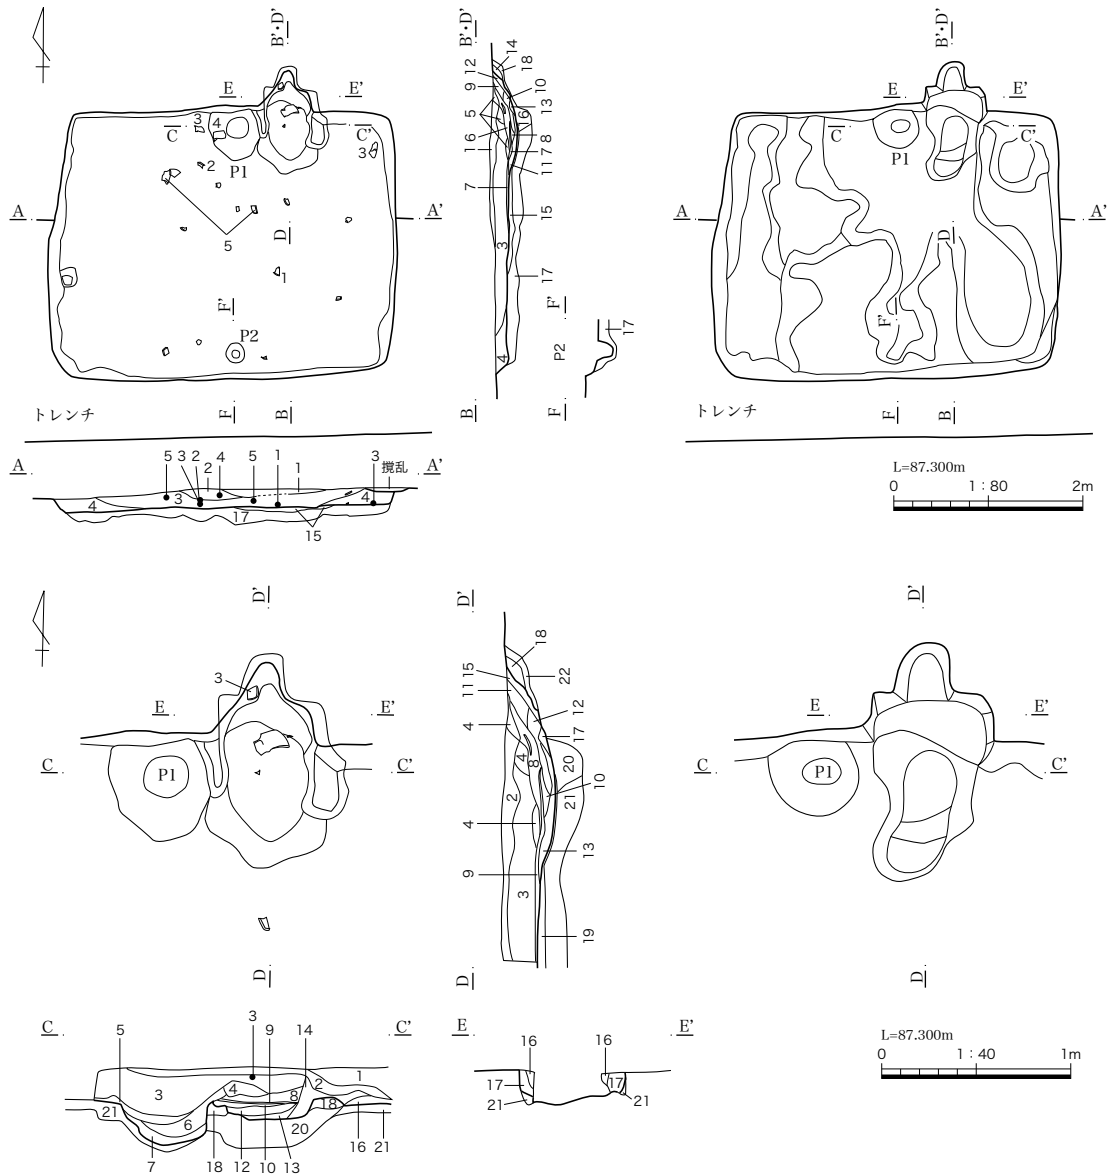 B'・D' B'・D' B'・D'
14
18
12
9
10
13
16
5
6
8
16
7
11
7
15
3
17
4
E E'
3 4
C C'
P1
2
3
A A'
D
5
1
F'
P2
F' 17
P2
トレンチ
F B
B F
E E'
C C'
P1
A A'
D
F'
トレンチ
F B
A A'
5 3 2 2 4 5 1 1 3 撹乱
4 3 17 4
15
L=87.300m
0 1：80 2m
D' D' D'
3
E E'
C C'
P1
D
18
15
11
22
12
4
17
4
8
20
10
2
21
4
13
9
3
19
D
E E'
C C'
P1
D
C C'
5 3 9 14
1
2
3 4 8
21 6 18
20
7 18 12 10 13 16 21
E E'
16 16
17 17
21 21
L=87.300m
0 1：40 1m